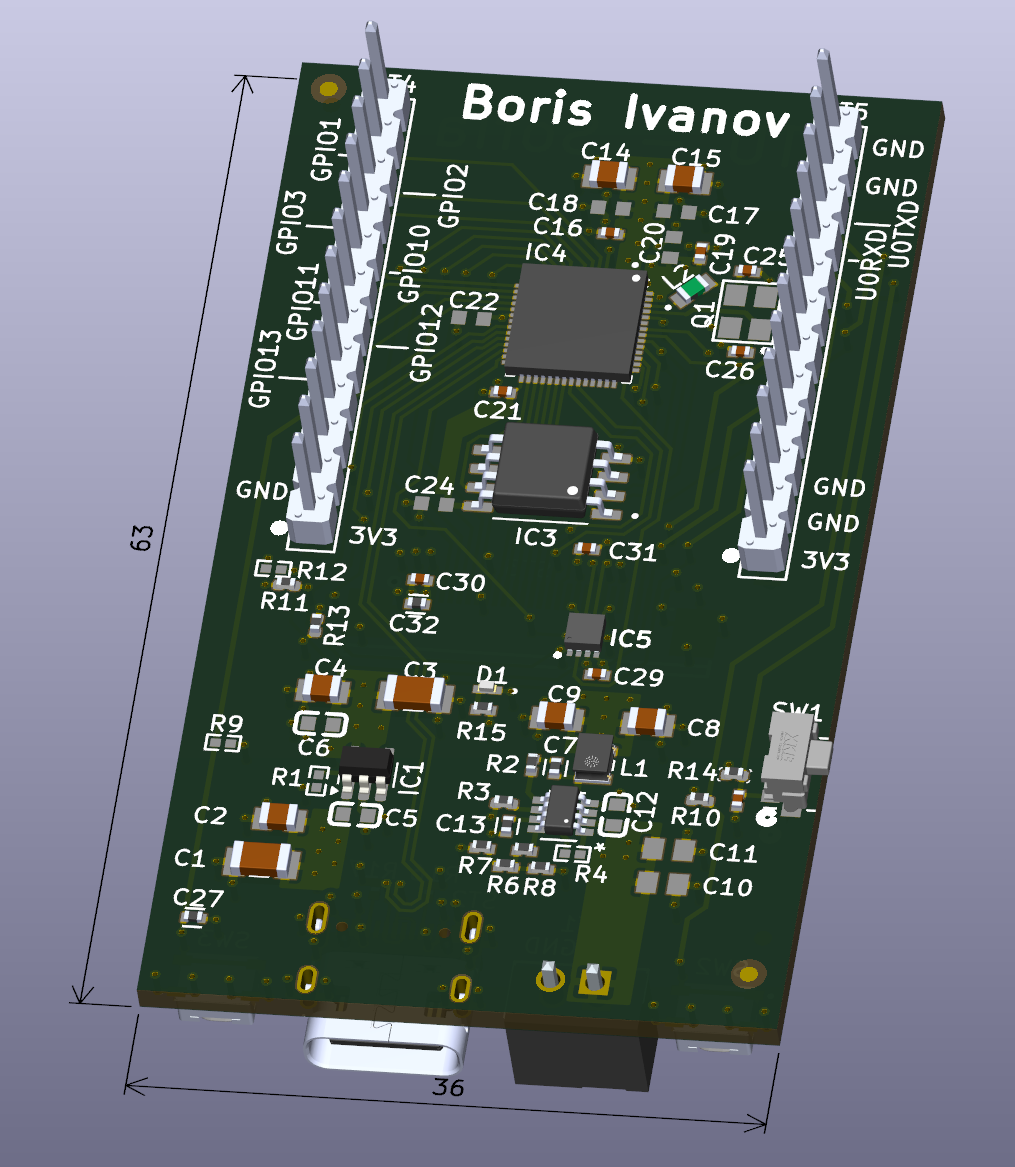 Boris Ivanov
GND
GPIO1
C14
C15
GND
GPIO2
C18
C17
U0TXD
GPIO3
C16
C20
C19
U0RXD
IC4
C25
GPIO10
GPIO11
C22
Q1
GPIO12
GPIO13
C26
C21
C24
GND
GND
GND
IC3
3V3
C31
3V3
R12
R11
C30
R13
C32
IC5
C4
C3
D1
C29
C9
SW1
R9
C6
R15
C8
C7
R1
IC1
R2
L1
R14
C2
C5
R3
C12
R10
C13
C1
R7
R4
C11
R6
R8
C10
C27
63
36